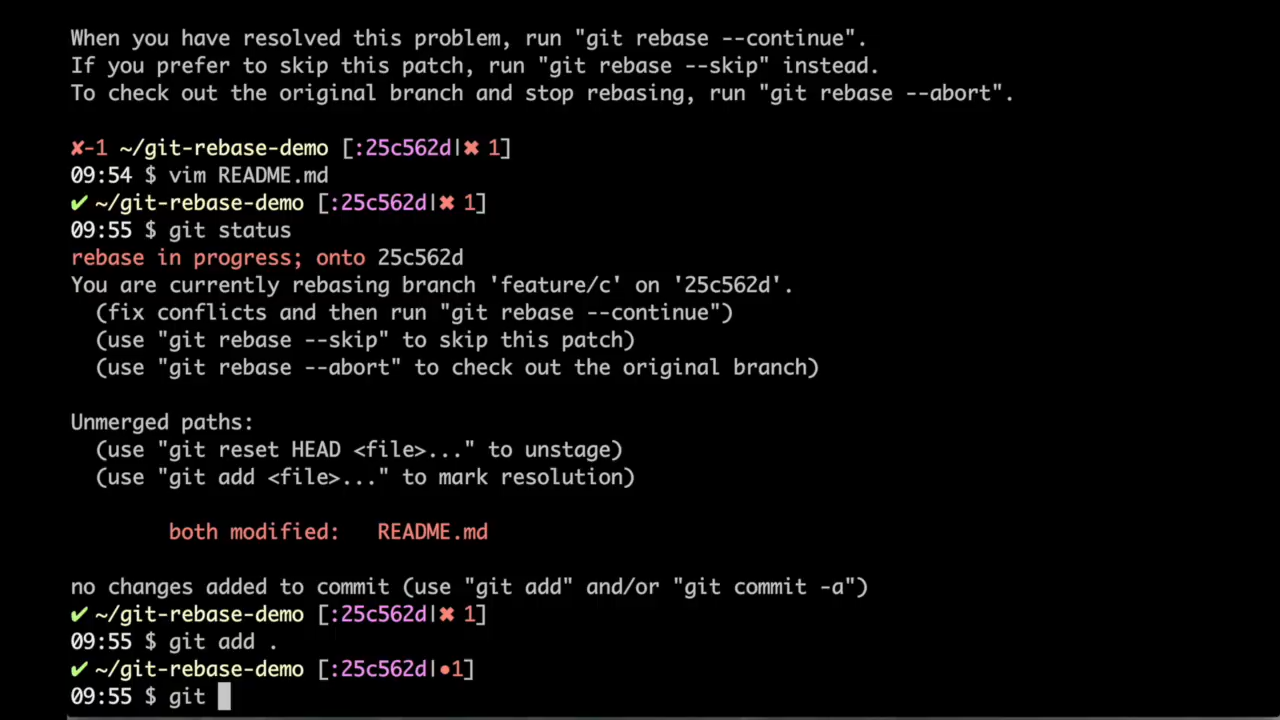 When you have resolved this problem, run "git rebase --continue".
If you prefer to skip this patch, run "git rebase --skip" instead.
To check out the original branch and stop rebasing, run "git rebase --abort".
✘-1 ~/git-rebase-demo [:25c562d|✖ 1]
09:54 $ vim README.md
✔ ~/git-rebase-demo [:25c562d|✖ 1]
09:55 $ git status
rebase in progress; onto 25c562d
You are currently rebasing branch 'feature/c' on '25c562d'.
(fix conflicts and then run "git rebase --continue")
(use "git rebase --skip" to skip this patch)
(use "git rebase --abort" to check out the original branch)
Unmerged paths:
(use "git reset HEAD <file>..." to unstage)
(use "git add <file>..." to mark resolution)
both modified:   README.md
no changes added to commit (use "git add" and/or "git commit -a")
✔ ~/git-rebase-demo [:25c562d|✖ 1]
09:55 $ git add .
✔ ~/git-rebase-demo [:25c562d|●1]
09:55 $ git